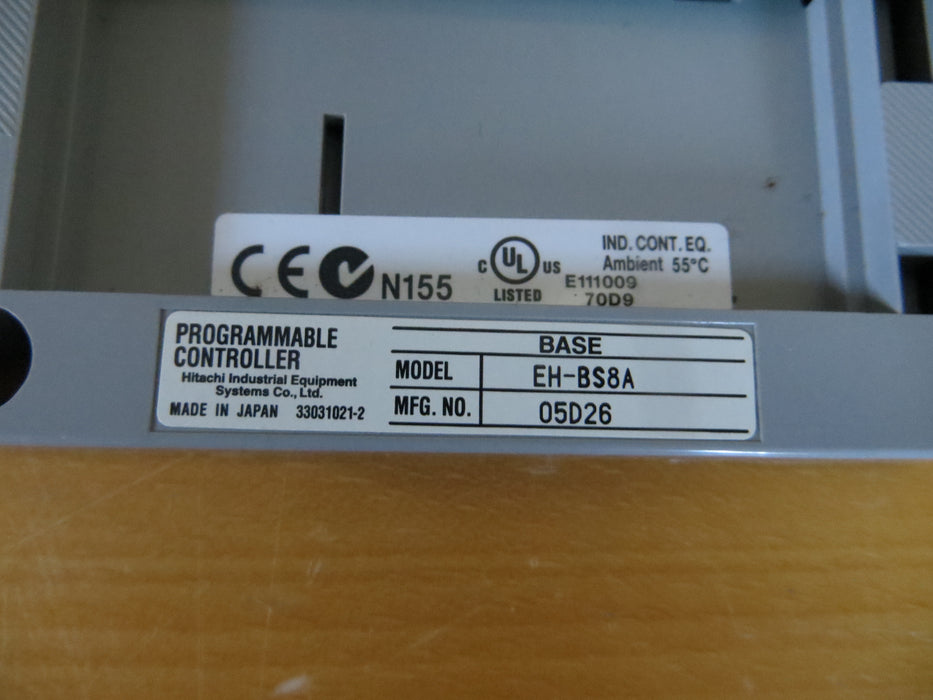 CE N155
C UL US
LISTED
IND. CONT. EQ.
Ambient 55°C
E111009
70D9
PROGRAMMABLE
CONTROLLER
Hitachi Industrial Equipment
Systems Co., Ltd.
MADE IN JAPAN 33031021-2
BASE
MODEL EH-BS8A
MFG. NO. 05D26